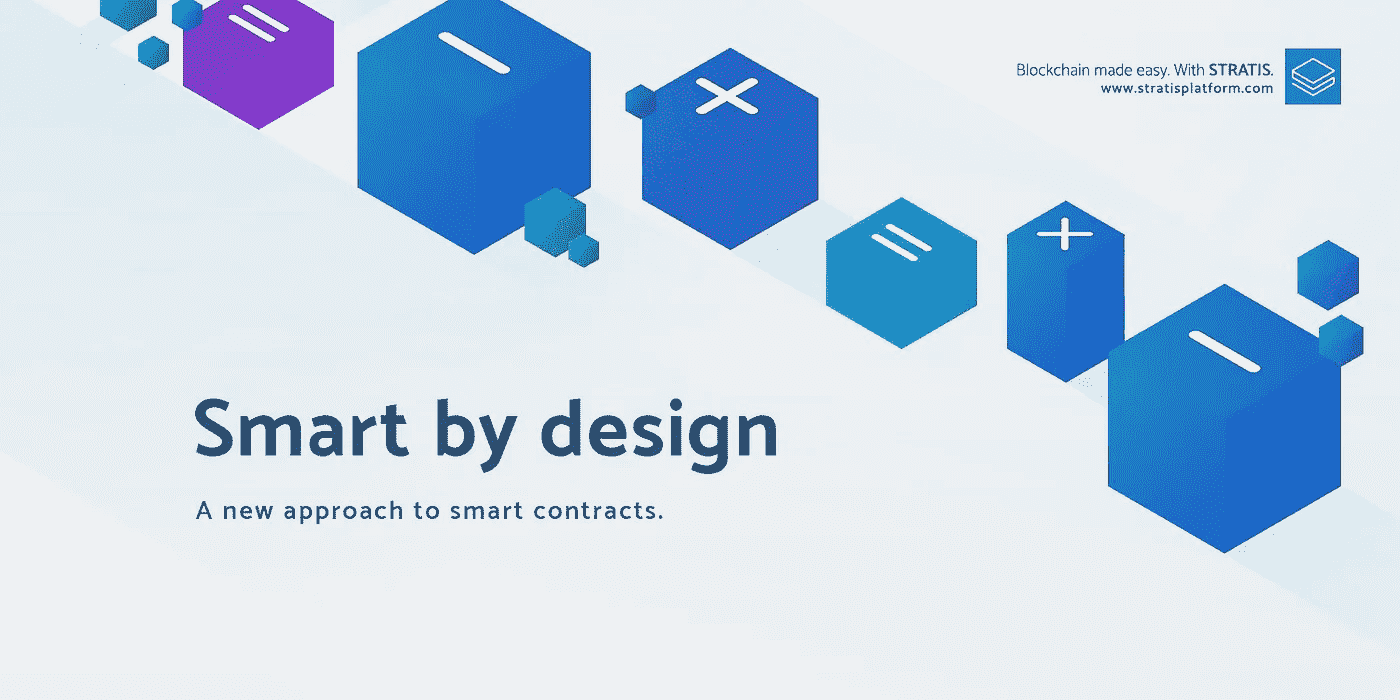 Blockchain made easy. With STRATIS.
www.stratisplatform.com
Smart by design
A new approach to smart contracts.